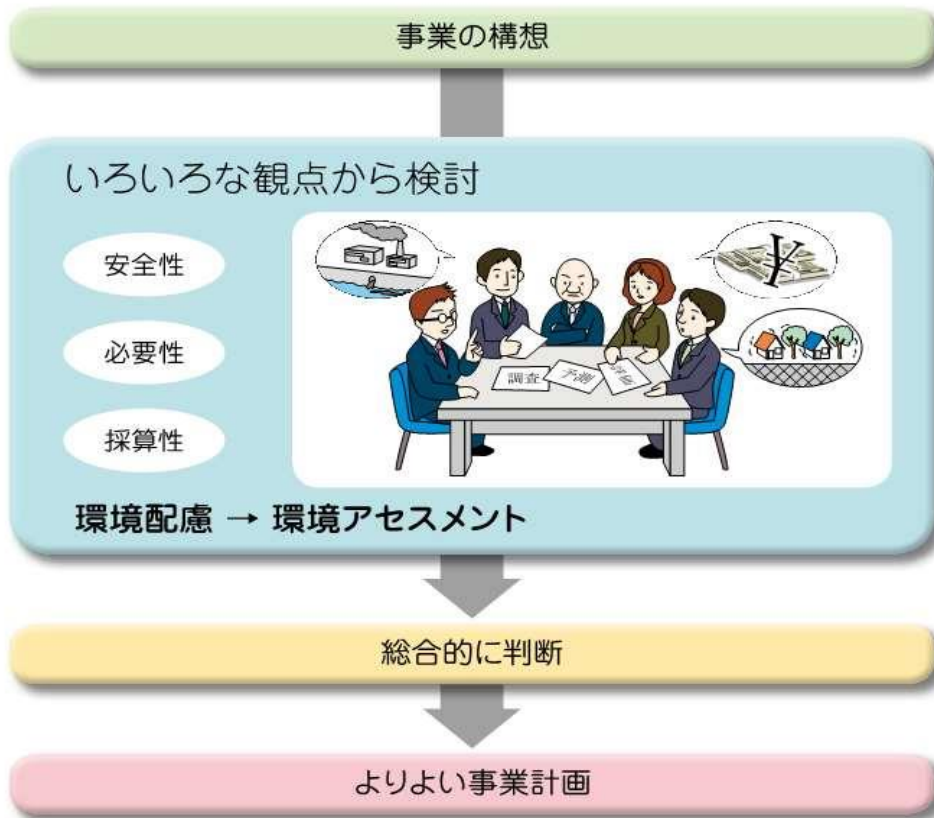 事業の構想
いろいろな観点から検討
安全性
必要性
採算性
¥
調査
予測
評価
環境配慮 → 環境アセスメント
総合的に判断
よりよい事業計画